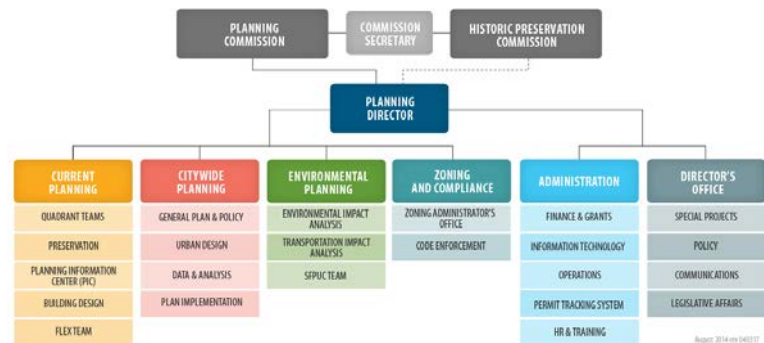 PLANNING
COMMISSION
COMMISSION
SECRETARY
HISTORIC PRESERVATION
COMMISSION
PLANNING
DIRECTOR
CURRENT
PLANNING
QUADRANT TEAMS
PRESERVATION
PLANNING INFORMATION
CENTER (PIC)
BUILDING DESIGN
FLEX TEAM
CITYWIDE
PLANNING
GENERAL PLAN & POLICY
URBAN DESIGN
DATA & ANALYSIS
PLAN IMPLEMENTATION
ENVIRONMENTAL
PLANNING
ENVIRONMENTAL IMPACT
ANALYSIS
TRANSPORTATION IMPACT
ANALYSIS
SFPUC TEAM
ZONING
AND COMPLIANCE
ZONING ADMINISTRATOR'S
OFFICE
CODE ENFORCEMENT
ADMINISTRATION
FINANCE & GRANTS
INFORMATION TECHNOLOGY
OPERATIONS
PERMIT TRACKING SYSTEM
HR & TRAINING
DIRECTOR'S
OFFICE
SPECIAL PROJECTS
POLICY
COMMUNICATIONS
LEGISLATIVE AFFAIRS
August 2014